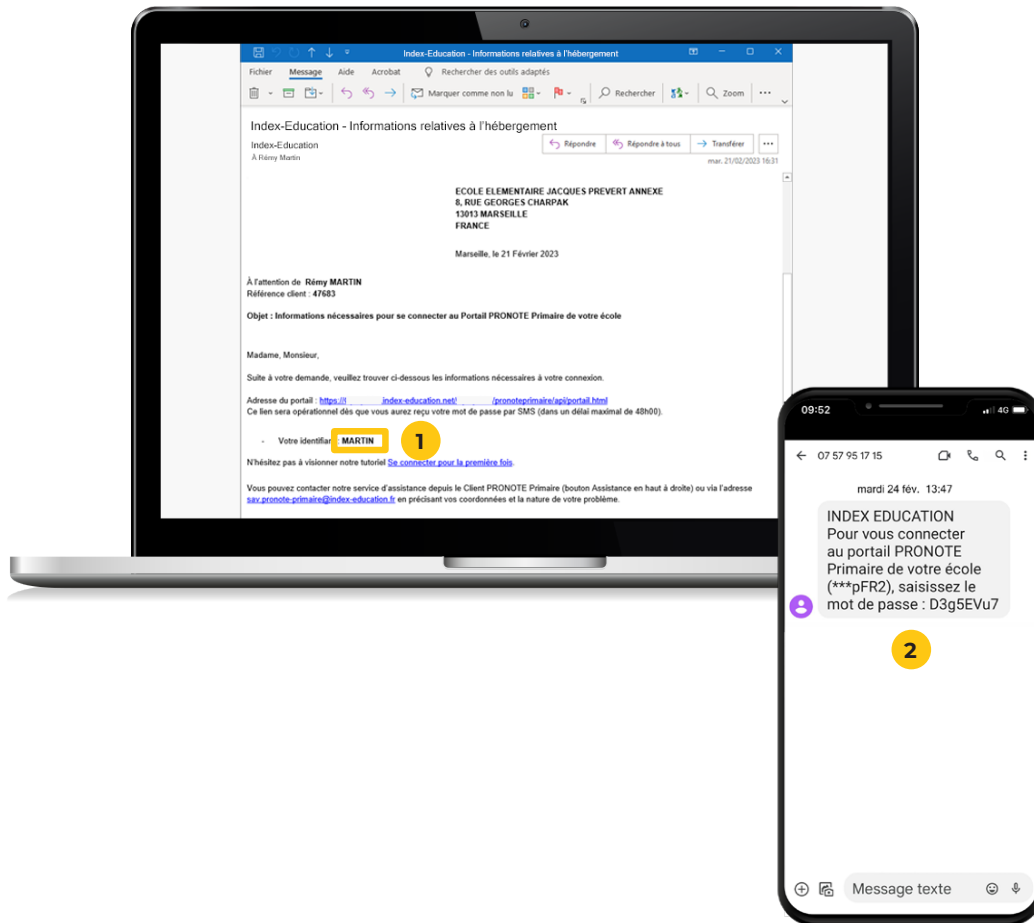 Index-Education - Informations relatives à l'hébergement
Fichier Message Aide Acrobat Rechercher des outils adaptés
Marquer comme non lu Rechercher Zoom
Index-Education - Informations relatives à l'hébergement
Index-Education
À Rémy Martin
Répondre Répondre à tous Transférer
mar. 21/02/2023 16:31
ECOLE ELEMENTAIRE JACQUES PREVERT ANNEXE
8, RUE GEORGES CHARPAK
13013 MARSEILLE
FRANCE
Marseille, le 21 Février 2023
À l'attention de Rémy MARTIN
Référence client : 47683
Objet : Informations nécessaires pour se connecter au Portail PRONOTE Primaire de votre école
Madame, Monsieur,
Suite à votre demande, veuillez trouver ci-dessous les informations nécessaires à votre connexion.
Adresse du portail : https:// index-education.net/ /pronoteprimaire/api/portail.html
Ce lien sera opérationnel dès que vous aurez reçu votre mot de passe par SMS (dans un délai maximal de 48h00).
- Votre identifian : MARTIN
1
N'hésitez pas à visionner notre tutoriel Se connecter pour la première fois.
Vous pouvez contacter notre service d'assistance depuis le Client PRONOTE Primaire (bouton Assistance en haut à droite) ou via l'adresse
sav.pronote-primaire@index-education.fr en précisant vos coordonnées et la nature de votre problème.
09:52 4G
07 57 95 17 15
mardi 24 fév. 13:47
INDEX EDUCATION
Pour vous connecter
au portail PRONOTE
Primaire de votre école
(***pFR2), saisissez le
mot de passe : D3g5EVu7
2
Message texte